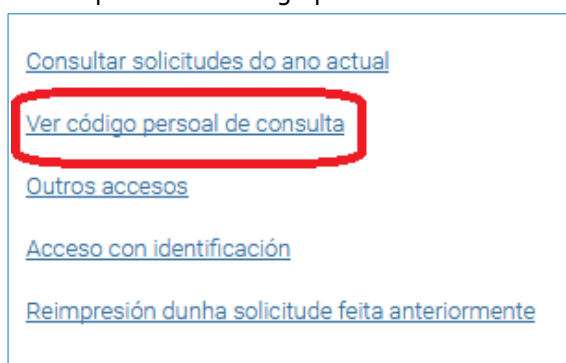 Consultar solicitudes do ano actual
Ver código persoal de consulta
Outros accesos
Acceso con identificación
Reimpresión dunha solicitude feita anteriormente